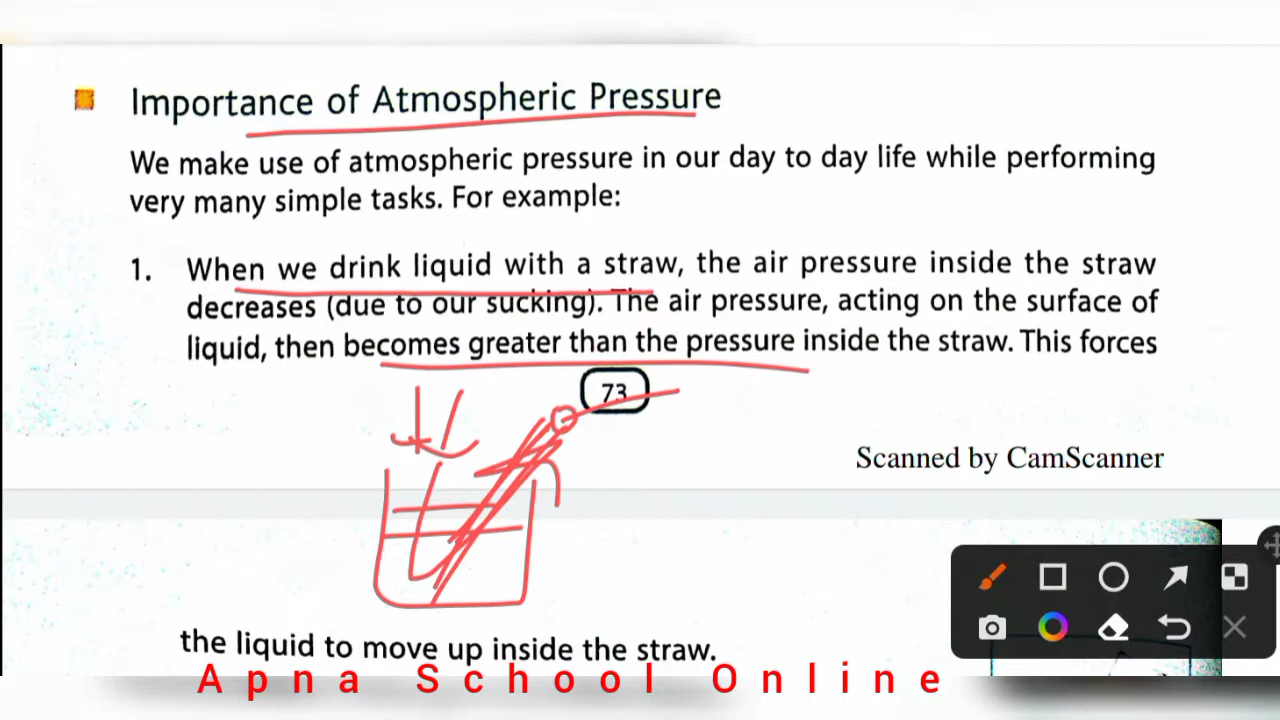 Importance of Atmospheric Pressure
We make use of atmospheric pressure in our day to day life while performing
very many simple tasks. For example:
1. When we drink liquid with a straw, the air pressure inside the straw
decreases (due to our sucking). The air pressure, acting on the surface of
liquid, then becomes greater than the pressure inside the straw. This forces
73
Scanned by CamScanner
the liquid to move up inside the straw.
Apna School Online